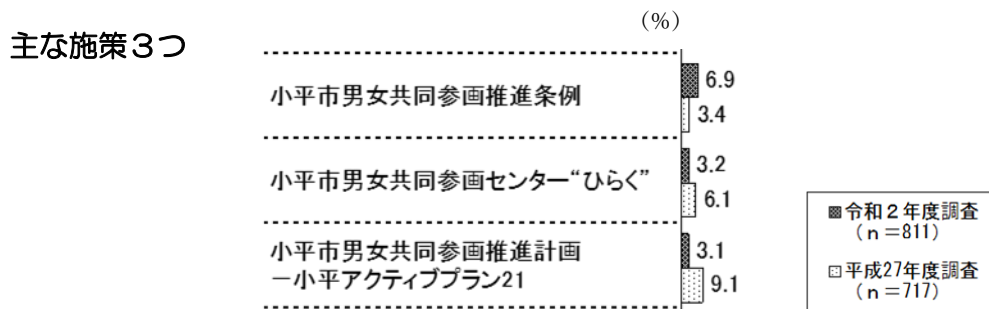 (%)
主な施策３つ
小平市男女共同参画推進条例
6.9
3.4
小平市男女共同参画センター“ひらく”
3.2
6.1
小平市男女共同参画推進計画
－小平アクティブプラン21
3.1
9.1
令和２年度調査
（n＝811）
平成27年度調査
（n＝717）